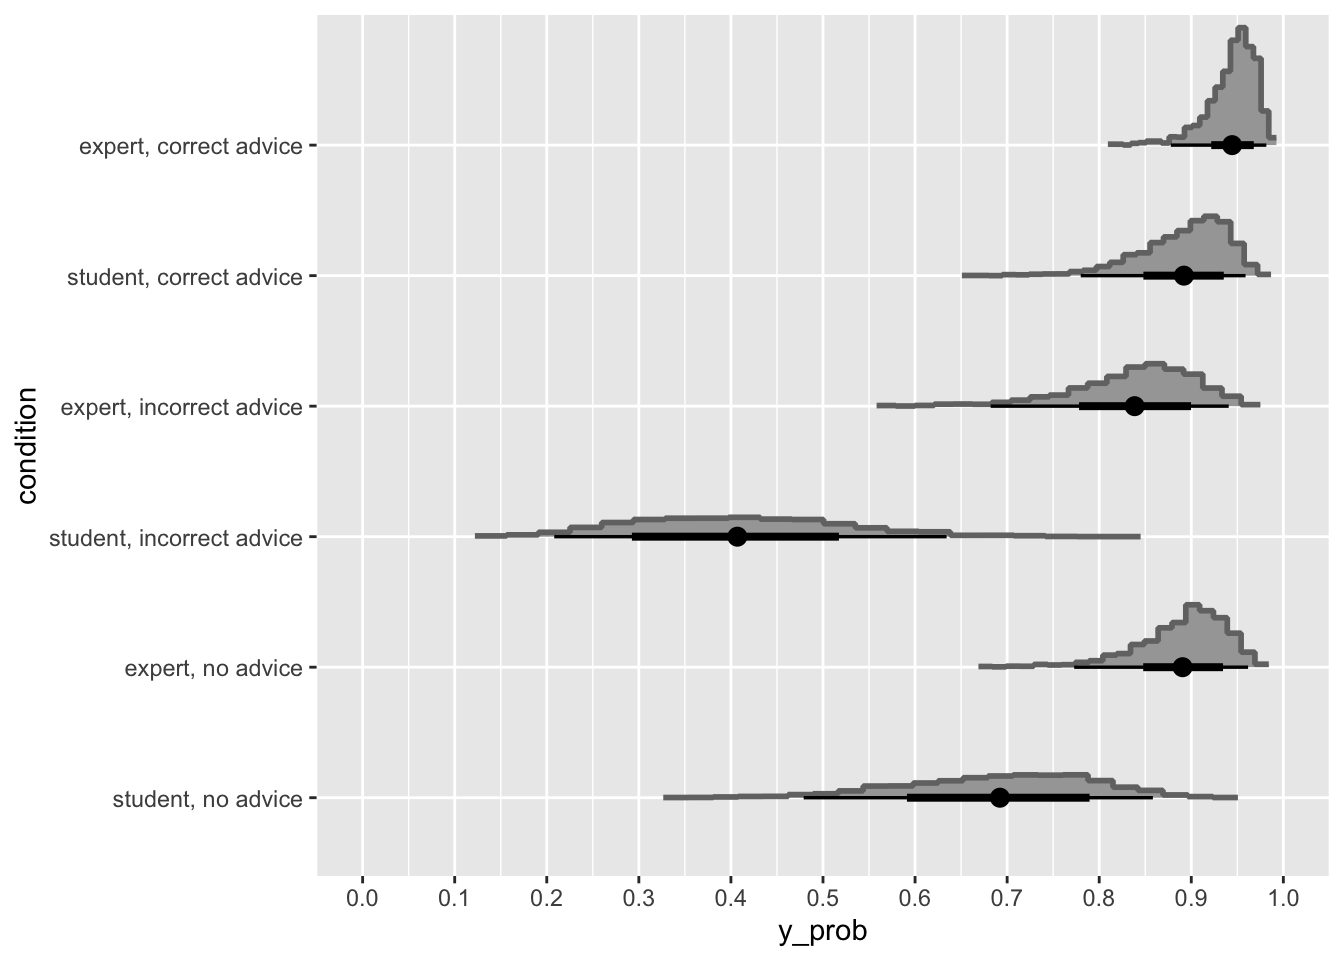 expert, correct advice
student, correct advice
expert, incorrect advice
student, incorrect advice
expert, no advice
student, no advice
condition
0.0 0.1 0.2 0.3 0.4 0.5 0.6 0.7 0.8 0.9 1.0
y_prob